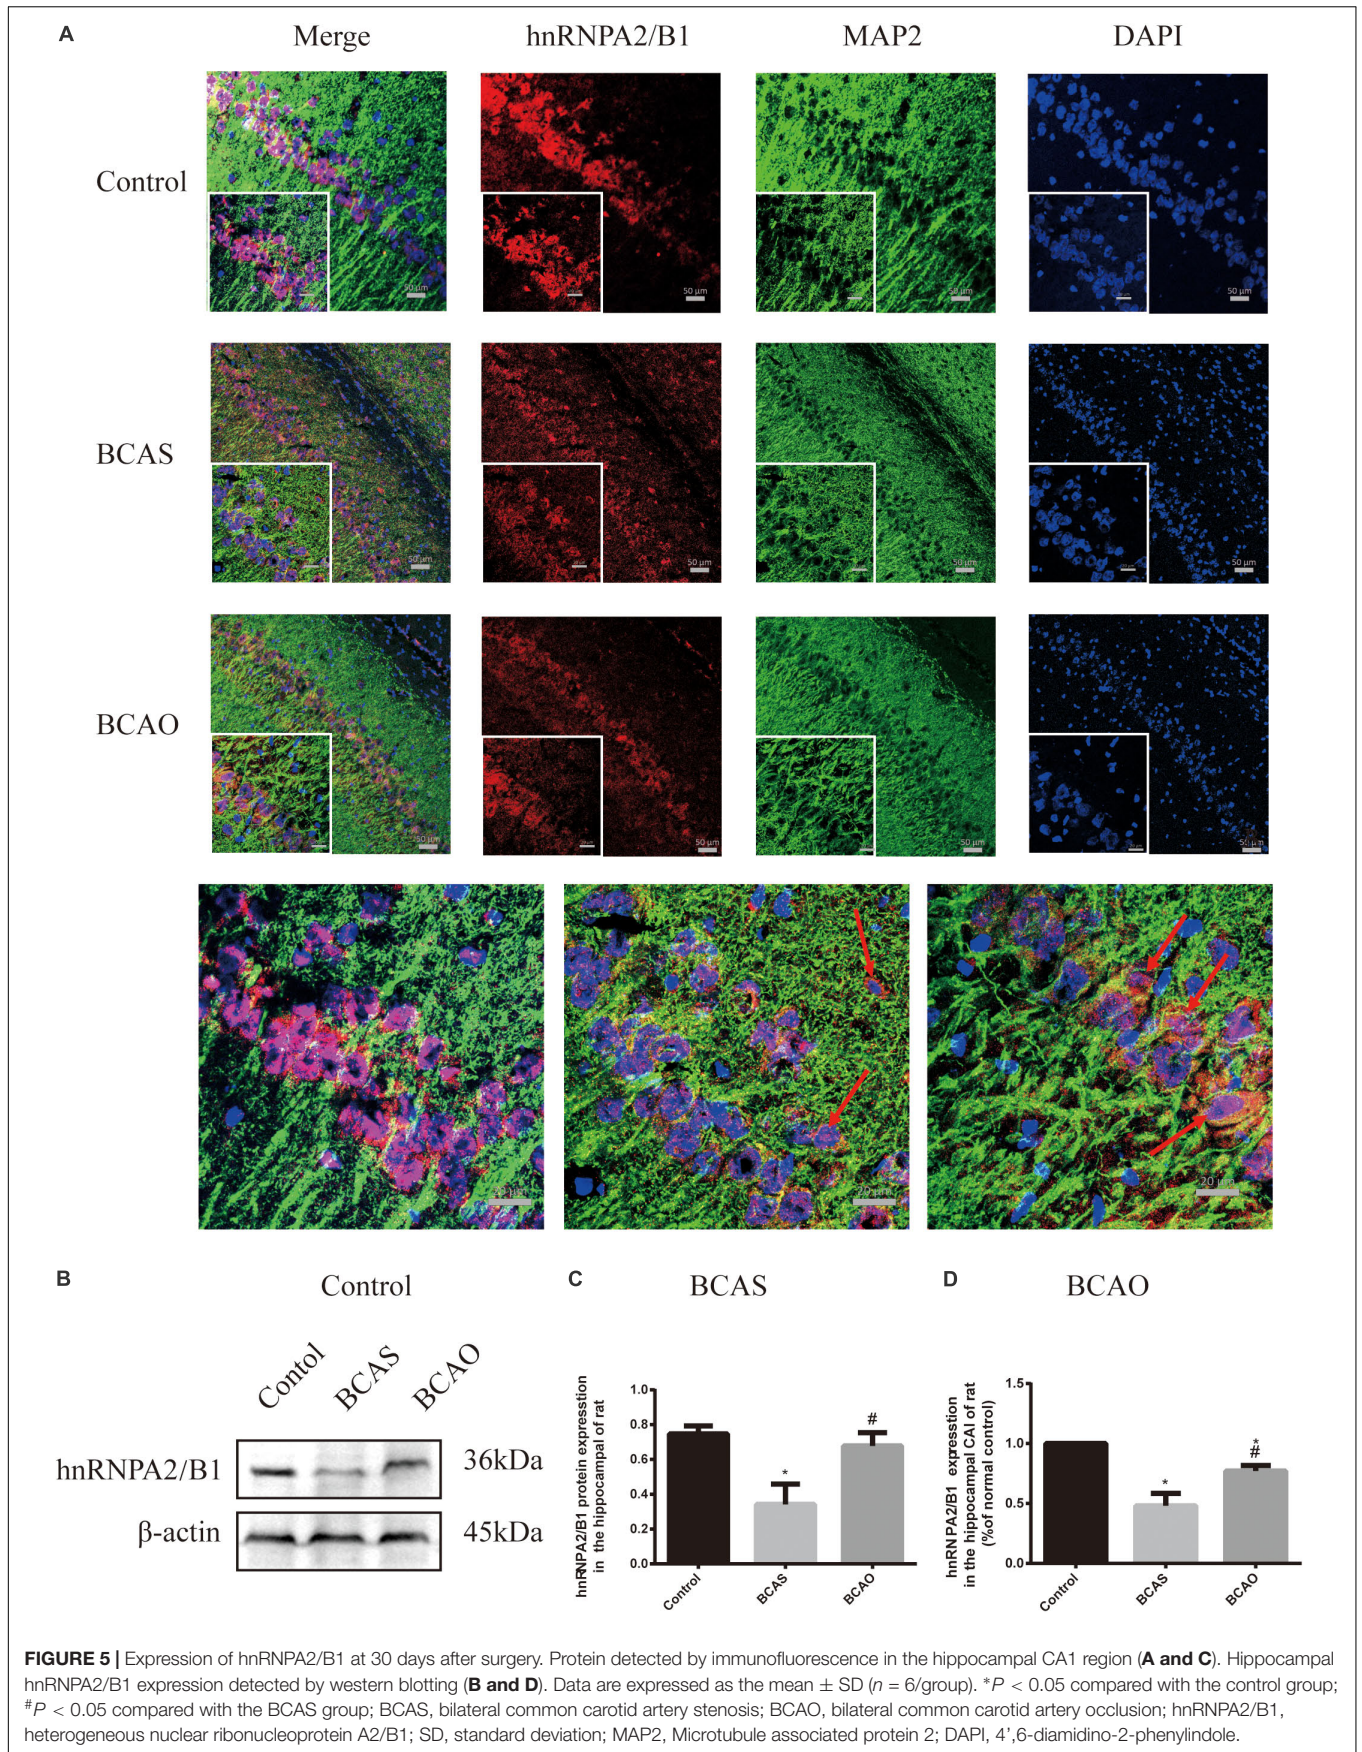 A
Merge hnRNPA2/B1 MAP2 DAPI
Control
50 µm 50 µm 50 µm 50 µm
BCAS
50 µm 50 µm 50 µm 50 µm
BCAO
50 µm 50 µm 50 µm 50 µm
20 µm
B Control C BCAS D BCAO
Contol BCAS BCAO
hnRNPA2/B1 36kDa
β-actin 45kDa
hnRNPA2/B1 protein expresstion
in the hippocampal of rat
1.0
0.8
0.6
0.4
0.2
0.0
* #
Control BCAS BCAO
hnRNPA2/B1 expresstion
in the hippocampal CAI of rat
(% of normal control)
1.5
1.0
0.5
0.0
* *
#
Control BCAS BCAO
FIGURE 5 | Expression of hnRNPA2/B1 at 30 days after surgery. Protein detected by immunofluorescence in the hippocampal CA1 region (A and C). Hippocampal
hnRNPA2/B1 expression detected by western blotting (B and D). Data are expressed as the mean ± SD (n = 6/group). *P < 0.05 compared with the control group;
#P < 0.05 compared with the BCAS group; BCAS, bilateral common carotid artery stenosis; BCAO, bilateral common carotid artery occlusion; hnRNPA2/B1,
heterogeneous nuclear ribonucleoprotein A2/B1; SD, standard deviation; MAP2, Microtubule associated protein 2; DAPI, 4',6-diamidino-2-phenylindole.